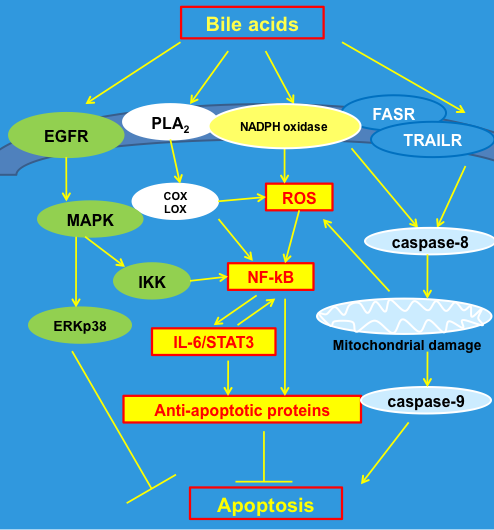 Bile acids
FASR
EGFR
PLA2
NADPH oxidase
TRAILR
COX
LOX
ROS
MAPK
caspase-8
IKK
NF-kB
ERKp38
IL-6/STAT3
Mitochondrial damage
Anti-apoptotic proteins
caspase-9
Apoptosis